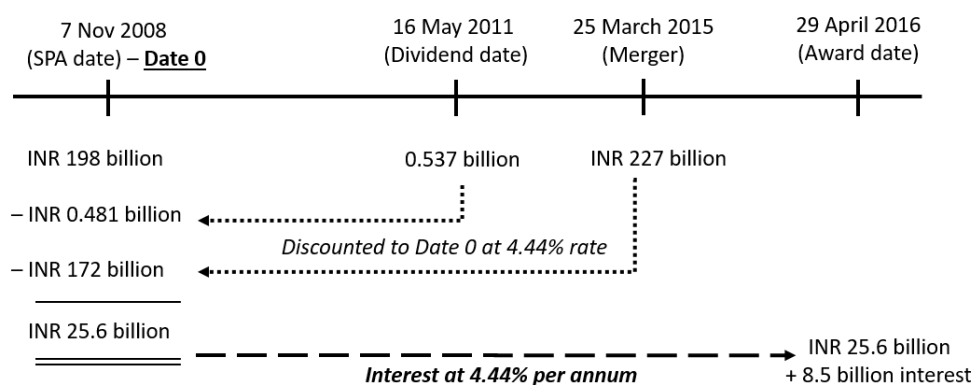 7 Nov 2008
(SPA date) – Date 0
16 May 2011
(Dividend date)
25 March 2015
(Merger)
29 April 2016
(Award date)
INR 198 billion
0.537 billion
INR 227 billion
– INR 0.481 billion
Discounted to Date 0 at 4.44% rate
– INR 172 billion
INR 25.6 billion
INR 25.6 billion
+ 8.5 billion interest
Interest at 4.44% per annum